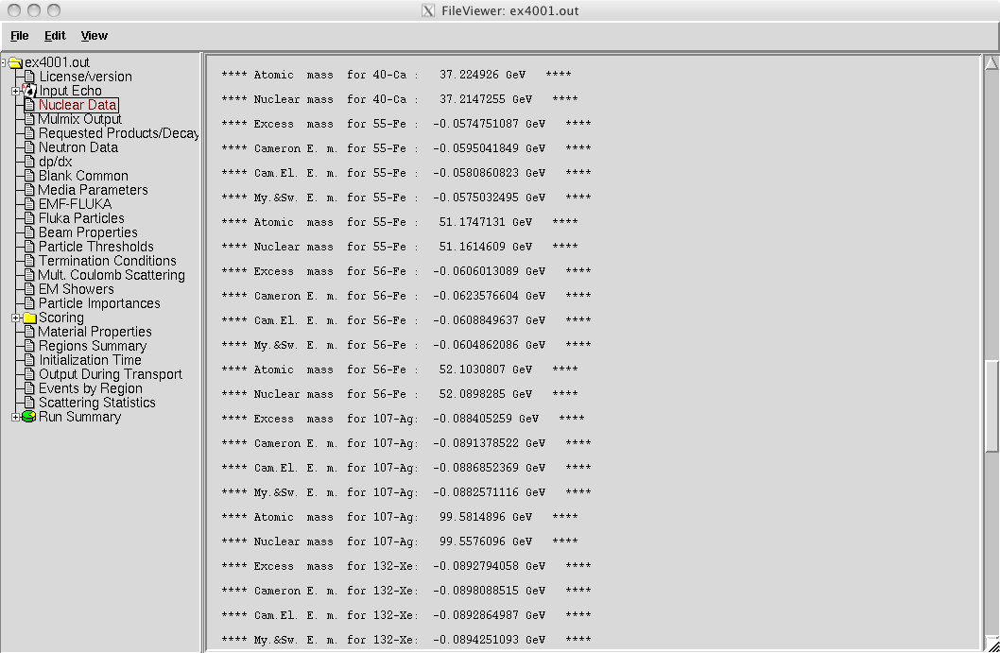 FileViewer: ex4001.out
File Edit View
ex4001.out
License/version
Input Echo
Nuclear Data
Mulmix Output
Requested Products/Decay
Neutron Data
dp/dx
Blank Common
Media Parameters
EMF-FLUKA
Fluka Particles
Beam Properties
Particle Thresholds
Termination Conditions
Mult. Coulomb Scattering
EM Showers
Particle Importances
Scoring
Material Properties
Regions Summary
Initialization Time
Output During Transport
Events by Region
Scattering Statistics
Run Summary
**** Atomic  mass  for 40-Ca :   37.224926 GeV   ****
**** Nuclear mass  for 40-Ca :   37.2147255 GeV   ****
**** Excess  mass  for 55-Fe :  -0.0574751087 GeV   ****
**** Cameron E. m. for 55-Fe :  -0.0595041849 GeV   ****
**** Cam.El. E. m. for 55-Fe :  -0.0580860823 GeV   ****
**** My.&Sw. E. m. for 55-Fe :  -0.0575032495 GeV   ****
**** Atomic  mass  for 55-Fe :   51.1747131 GeV   ****
**** Nuclear mass  for 55-Fe :   51.1614609 GeV   ****
**** Excess  mass  for 56-Fe :  -0.0606013089 GeV   ****
**** Cameron E. m. for 56-Fe :  -0.0623576604 GeV   ****
**** Cam.El. E. m. for 56-Fe :  -0.0608849637 GeV   ****
**** My.&Sw. E. m. for 56-Fe :  -0.0604862086 GeV   ****
**** Atomic  mass  for 56-Fe :   52.1030807 GeV   ****
**** Nuclear mass  for 56-Fe :   52.0898285 GeV   ****
**** Excess  mass  for 107-Ag:  -0.088405259 GeV   ****
**** Cameron E. m. for 107-Ag:  -0.0891378522 GeV   ****
**** Cam.El. E. m. for 107-Ag:  -0.0886852369 GeV   ****
**** My.&Sw. E. m. for 107-Ag:  -0.0882571116 GeV   ****
**** Atomic  mass  for 107-Ag:   99.5814896 GeV   ****
**** Nuclear mass  for 107-Ag:   99.5576096 GeV   ****
**** Excess  mass  for 132-Xe:  -0.0892794058 GeV   ****
**** Cameron E. m. for 132-Xe:  -0.0898088515 GeV   ****
**** Cam.El. E. m. for 132-Xe:  -0.0892864987 GeV   ****
**** My.&Sw. E. m. for 132-Xe:  -0.0894251093 GeV   ****